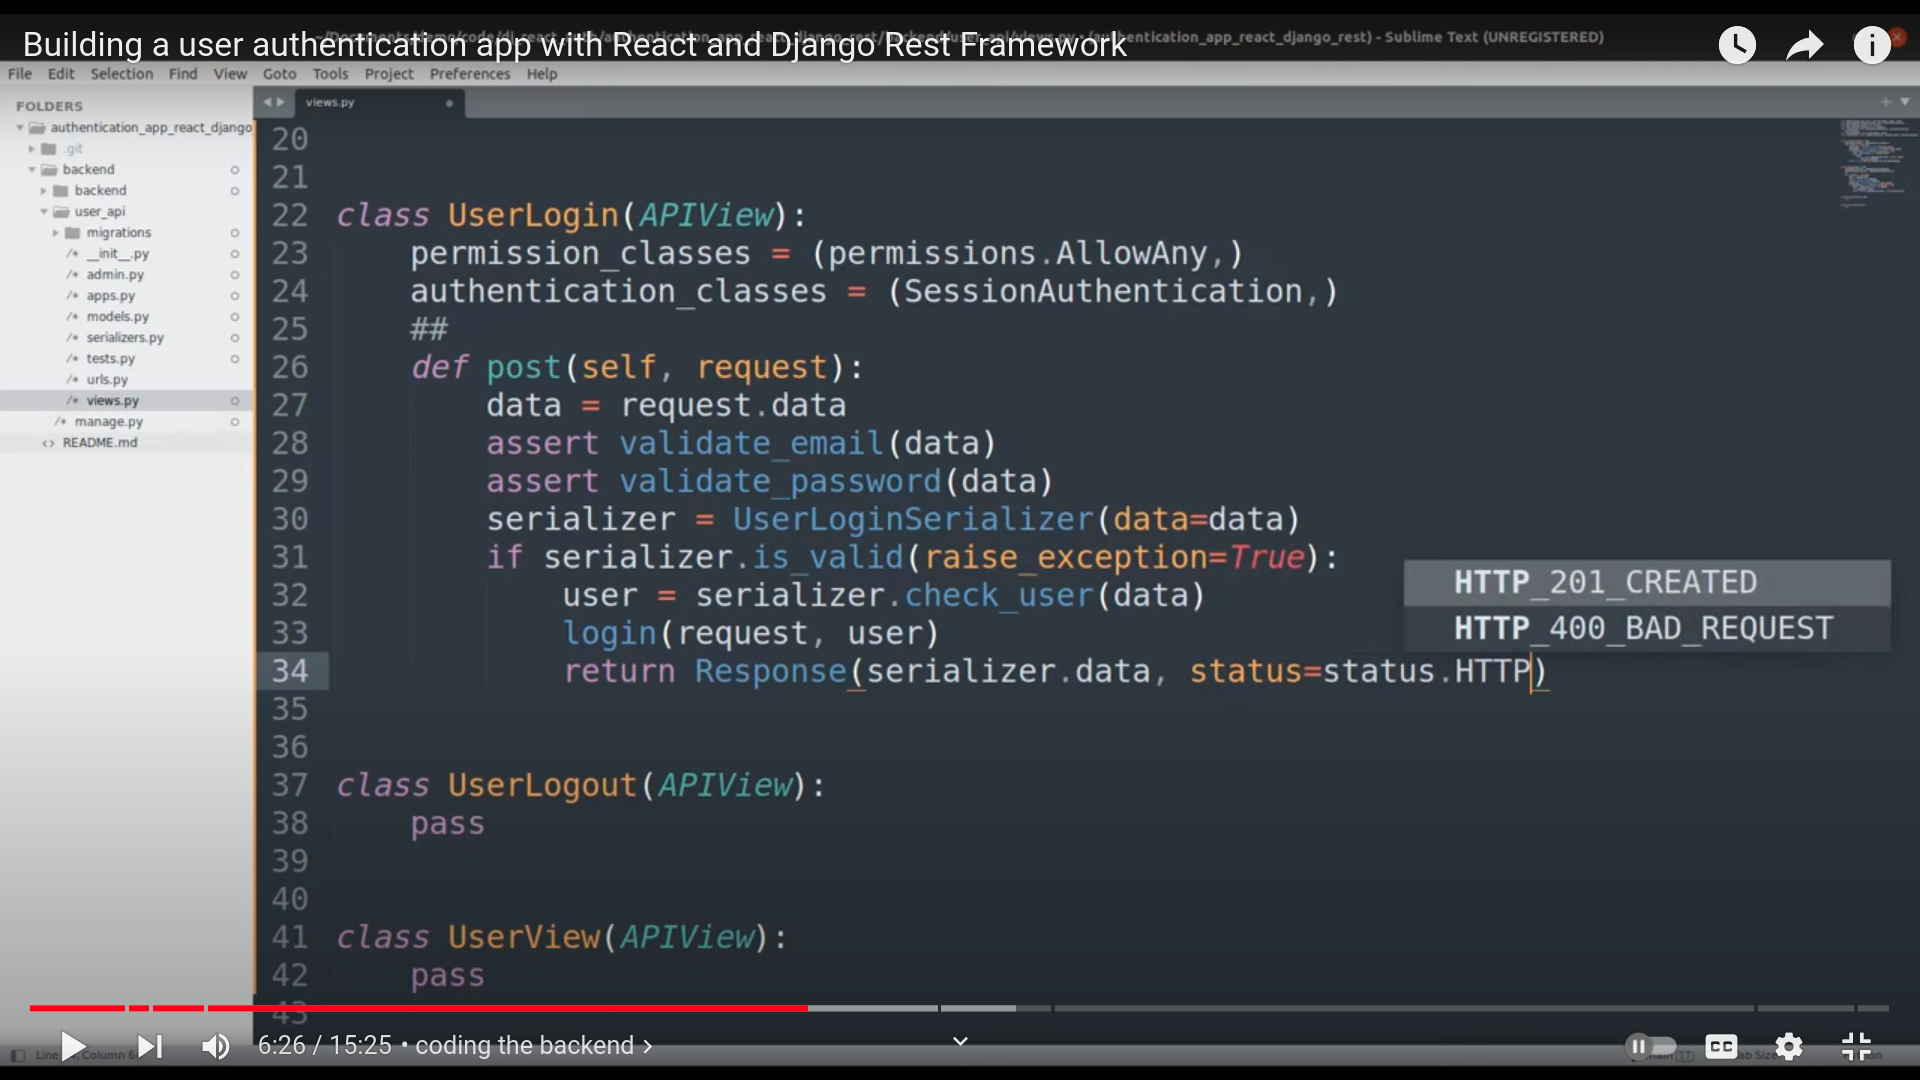 Building a user authentication app with React and Django Rest Framework
authentication_app_react_django_rest) - Sublime Text (UNREGISTERED)
File Edit Selection Find View Goto Tools Project Preferences Help
FOLDERS
views.py
authentication_app_react_django_
.git
backend
backend
user_api
migrations
__init__.py
admin.py
apps.py
models.py
serializers.py
tests.py
urls.py
views.py
manage.py
README.md
20
21
22 class UserLogin(APIView):
23 permission_classes = (permissions.AllowAny,)
24 authentication_classes = (SessionAuthentication,)
25 ##
26 def post(self, request):
27 data = request.data
28 assert validate_email(data)
29 assert validate_password(data)
30 serializer = UserLoginSerializer(data=data)
31 if serializer.is_valid(raise_exception=True):
32 user = serializer.check_user(data)
33 login(request, user)
34 return Response(serializer.data, status=status.HTTP)
HTTP_201_CREATED
HTTP_400_BAD_REQUEST
35
36
37 class UserLogout(APIView):
38 pass
39
40
41 class UserView(APIView):
42 pass
43
6:26 / 15:25 • coding the backend ›
CC